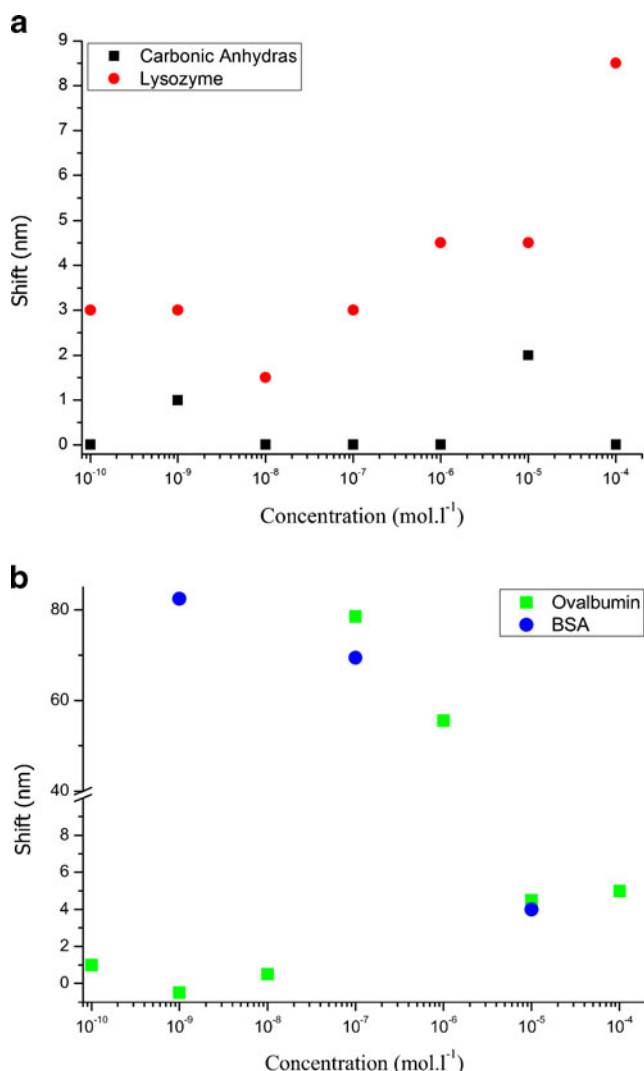 a
Carbonic Anhydras
Lysozyme
9
8
7
6
5
4
3
2
1
0
Shift (nm)
10⁻¹⁰ 10⁻⁹ 10⁻⁸ 10⁻⁷ 10⁻⁶ 10⁻⁵ 10⁻⁴
Concentration (mol.l⁻¹)
b
Ovalbumin
BSA
80
60
40
8
6
4
2
0
Shift (nm)
10⁻¹⁰ 10⁻⁹ 10⁻⁸ 10⁻⁷ 10⁻⁶ 10⁻⁵ 10⁻⁴
Concentration (mol.l⁻¹)